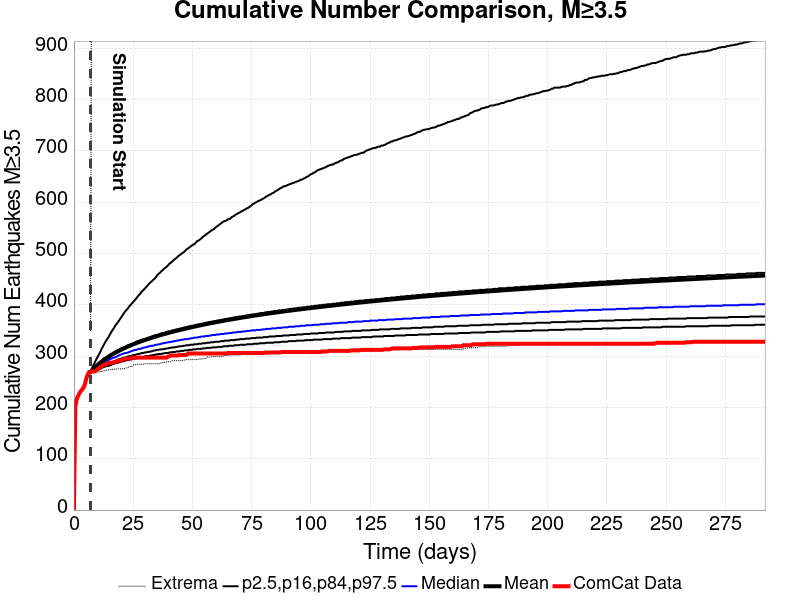 Cumulative Number Comparison, M≥3.5
Cumulative Num Earthquakes M≥3.5
900
800
700
600
500
400
300
200
100
0
Simulation Start
0 25 50 75 100 125 150 175 200 225 250 275
Time (days)
Extrema p2.5,p16,p84,p97.5 Median Mean ComCat Data